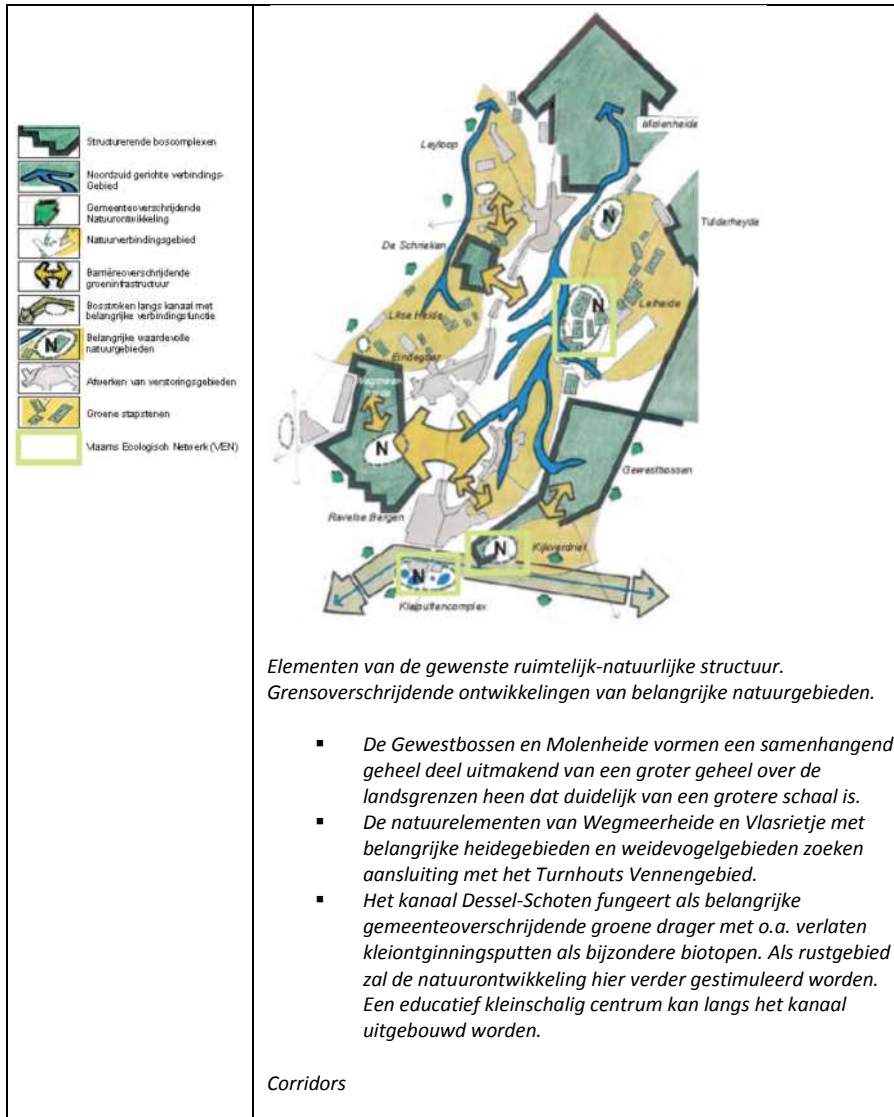 Structurerende boscomplexen
Noordzuid gerichte verbindings-
Gebied
Gemeenteoverschrijdende
Natuurontwikkeling
Natuurverbindingsgebied
Barrièreoverschrijdende
groeninfrastructuur
Bosstroken langs kanaal met
belangrijke verbindingsfunctie
N
Belangrijke waardevolle
natuurgebieden
Afwerken van verstoringsgebieden
Groene stapstenen
Vlaams Ecologisch Netwerk (VEN)
Molenheide
Leyloop
N
Tulderheyde
De Schrieken
N
Leiheide
Lilse Heide
Eindegoor
N
Gewestbossen
Ravelse Bergen
N
Kijkverdriet
N
Kleiputtencomplex
Elementen van de gewenste ruimtelijk-natuurlijke structuur.
Grensoverschrijdende ontwikkelingen van belangrijke natuurgebieden.
▪ De Gewestbossen en Molenheide vormen een samenhangend
geheel deel uitmakend van een groter geheel over de
landsgrenzen heen dat duidelijk van een grotere schaal is.
▪ De natuurelementen van Wegmeerheide en Vlasrietje met
belangrijke heidegebieden en weidevogelgebieden zoeken
aansluiting met het Turnhouts Vennengebied.
▪ Het kanaal Dessel-Schoten fungeert als belangrijke
gemeenteoverschrijdende groene drager met o.a. verlaten
kleiontginningsputten als bijzondere biotopen. Als rustgebied
zal de natuurontwikkeling hier verder gestimuleerd worden.
Een educatief kleinschalig centrum kan langs het kanaal
uitgebouwd worden.
Corridors